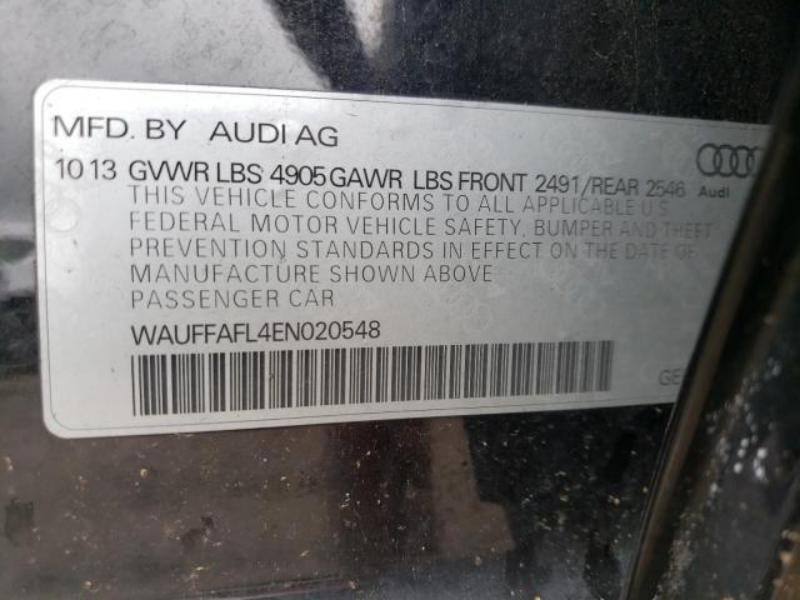 MFD. BY AUDI AG
10 13 GVWR LBS 4905 GAWR LBS FRONT 2491/REAR 2546
Audi
THIS VEHICLE CONFORMS TO ALL APPLICABLE U.S.
FEDERAL MOTOR VEHICLE SAFETY, BUMPER AND THEFT
PREVENTION STANDARDS IN EFFECT ON THE DATE OF
MANUFACTURE SHOWN ABOVE
PASSENGER CAR
WAUFFAFL4EN020548